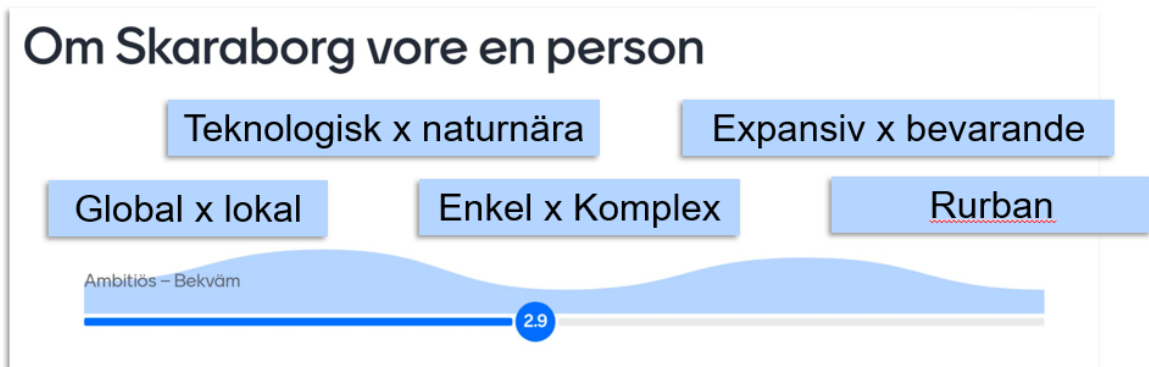 Om Skaraborg vore en person
Teknologisk x naturnära
Expansiv x bevarande
Global x lokal
Enkel x Komplex
Rurban
Ambitiös – Bekväm
2.9